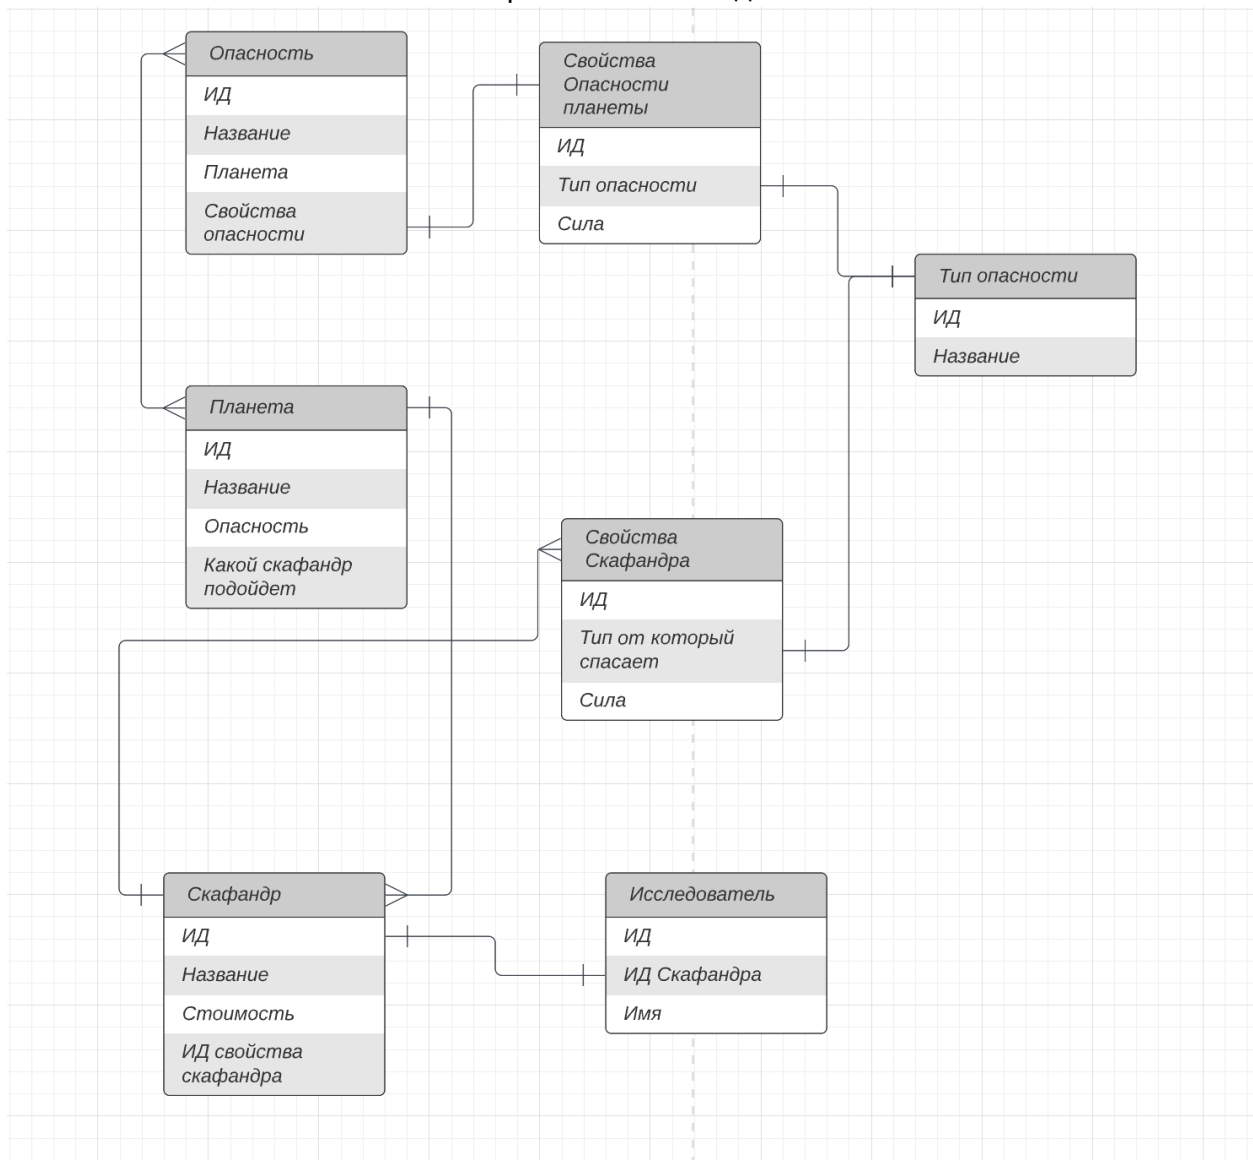 Опасность
ИД
Название
Планета
Свойства
опасности
Свойства
Опасности
планеты
ИД
Тип опасности
Сила
Тип опасности
ИД
Название
Планета
ИД
Название
Опасность
Какой скафандр
подойдет
Свойства
Скафандра
ИД
Тип от который
спасает
Сила
Скафандр
ИД
Название
Стоимость
ИД свойства
скафандра
Исследователь
ИД
ИД Скафандра
Имя